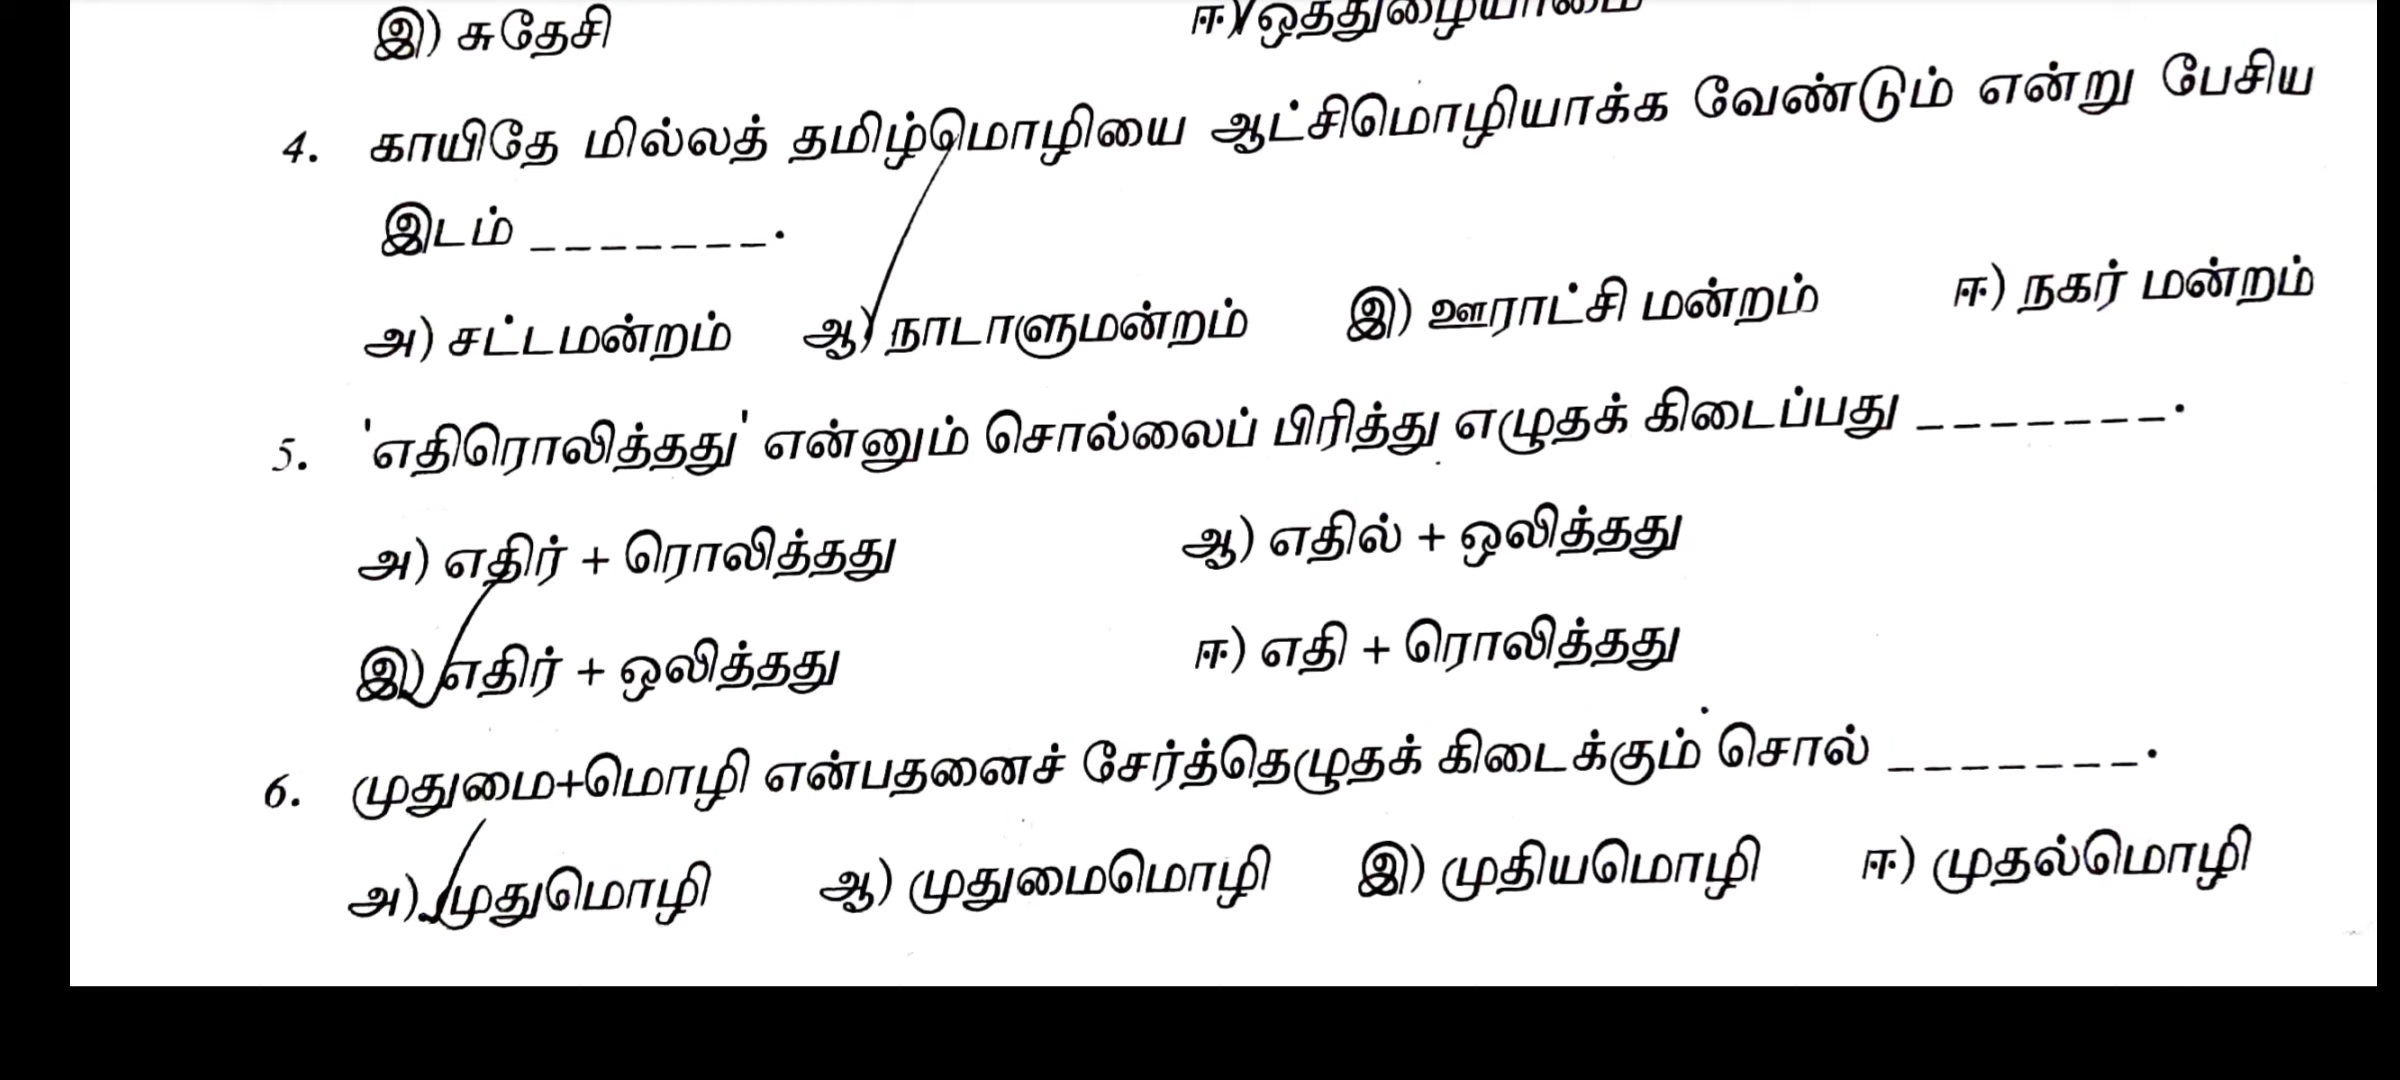 இ) சுதேசி ஈ) ஒத்துழையாமை
4. காயிதே மில்லத் தமிழ்மொழியை ஆட்சிமொழியாக்க வேண்டும் என்று பேசிய
இடம் _______.
அ) சட்டமன்றம் ஆ) நாடாளுமன்றம் இ) ஊராட்சி மன்றம் ஈ) நகர் மன்றம்
5. 'எதிரொலித்தது' என்னும் சொல்லைப் பிரித்து எழுதக் கிடைப்பது _______.
அ) எதிர் + ரொலித்தது ஆ) எதில் + ஒலித்தது
இ) எதிர் + ஒலித்தது ஈ) எதி + ரொலித்தது
6. முதுமை+மொழி என்பதனைச் சேர்த்தெழுதக் கிடைக்கும் சொல் _______.
அ) முதுமொழி ஆ) முதுமைமொழி இ) முதியமொழி ஈ) முதல்மொழி